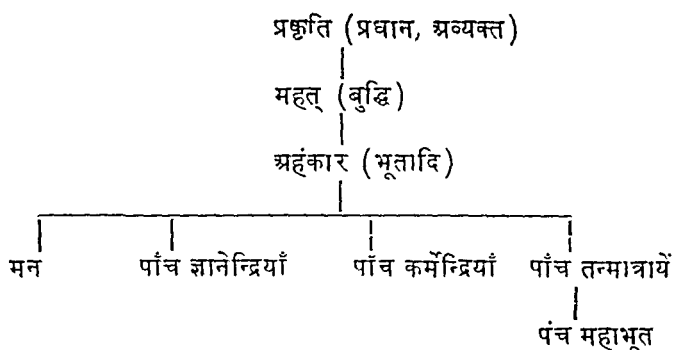 प्रकृति (प्रधान, अव्यक्त)
महत् (बुद्धि)
अहंकार (भूतादि)
मन पाँच ज्ञानेन्द्रियाँ पाँच कर्मेन्द्रियाँ पाँच तन्मात्रायें
पंच महाभूत